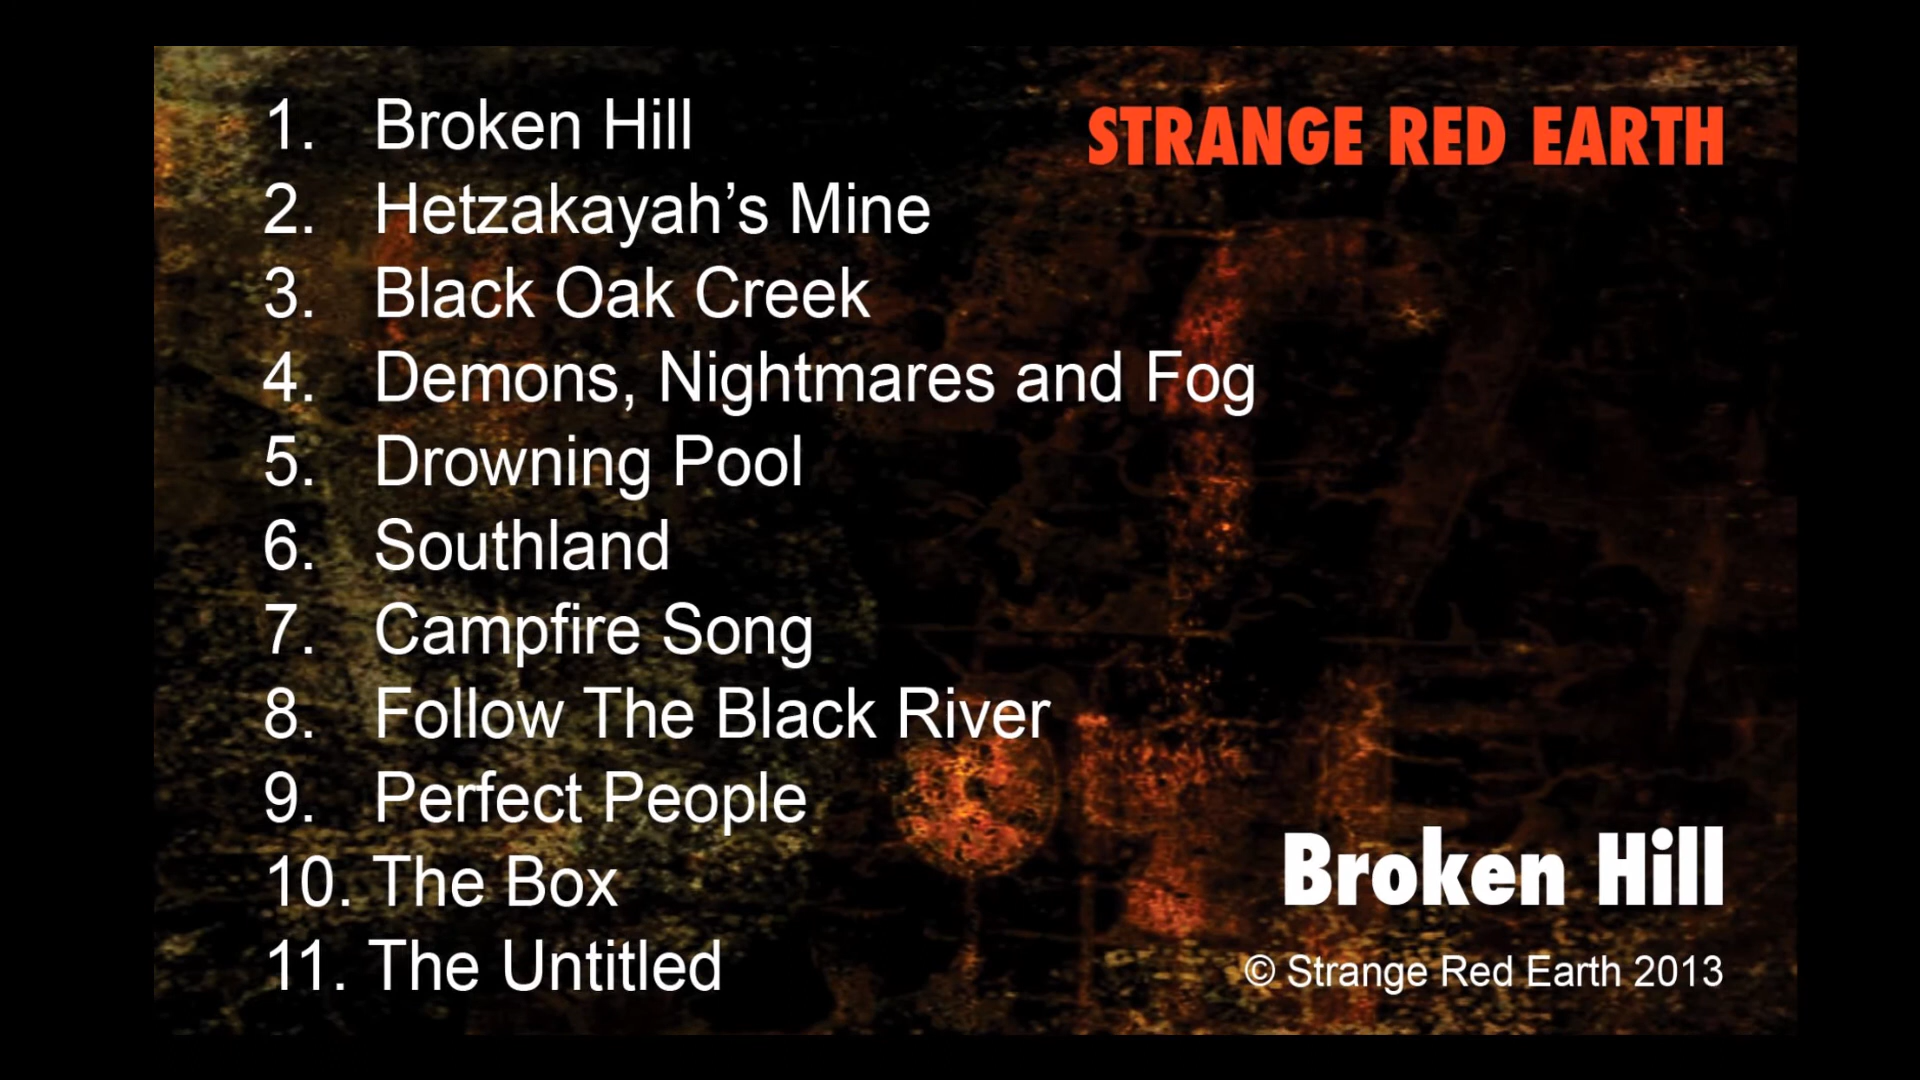 1. Broken Hill
2. Hetzakayah’s Mine
3. Black Oak Creek
4. Demons, Nightmares and Fog
5. Drowning Pool
6. Southland
7. Campfire Song
8. Follow The Black River
9. Perfect People
10. The Box
11. The Untitled
STRANGE RED EARTH
Broken Hill
© Strange Red Earth 2013